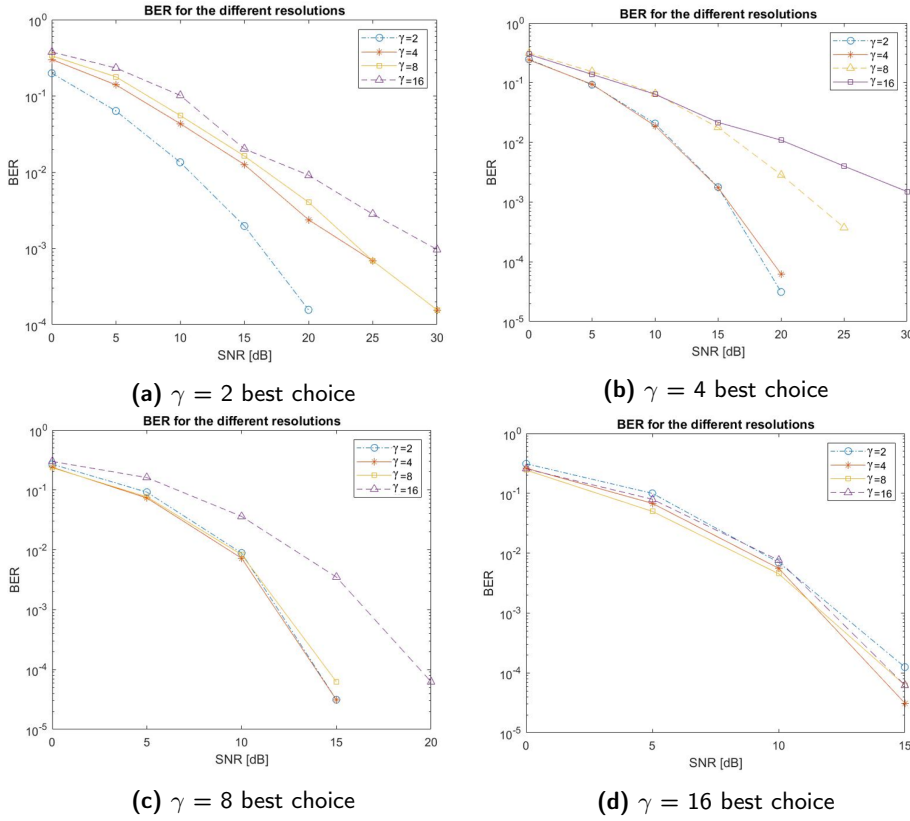 BER for the different resolutions
10^0
10^-1
10^-2
10^-3
10^-4
BER
0 5 10 15 20 25 30
SNR [dB]
γ=2
γ=4
γ=8
γ=16
(a) γ = 2 best choice
BER for the different resolutions
10^0
10^-1
10^-2
10^-3
10^-4
10^-5
BER
0 5 10 15 20 25 30
SNR [dB]
γ=2
γ=4
γ=8
γ=16
(b) γ = 4 best choice
BER for the different resolutions
10^0
10^-1
10^-2
10^-3
10^-4
10^-5
BER
0 5 10 15 20
SNR [dB]
γ=2
γ=4
γ=8
γ=16
(c) γ = 8 best choice
BER for the different resolutions
10^0
10^-1
10^-2
10^-3
10^-4
10^-5
BER
0 5 10 15
SNR [dB]
γ=2
γ=4
γ=8
γ=16
(d) γ = 16 best choice